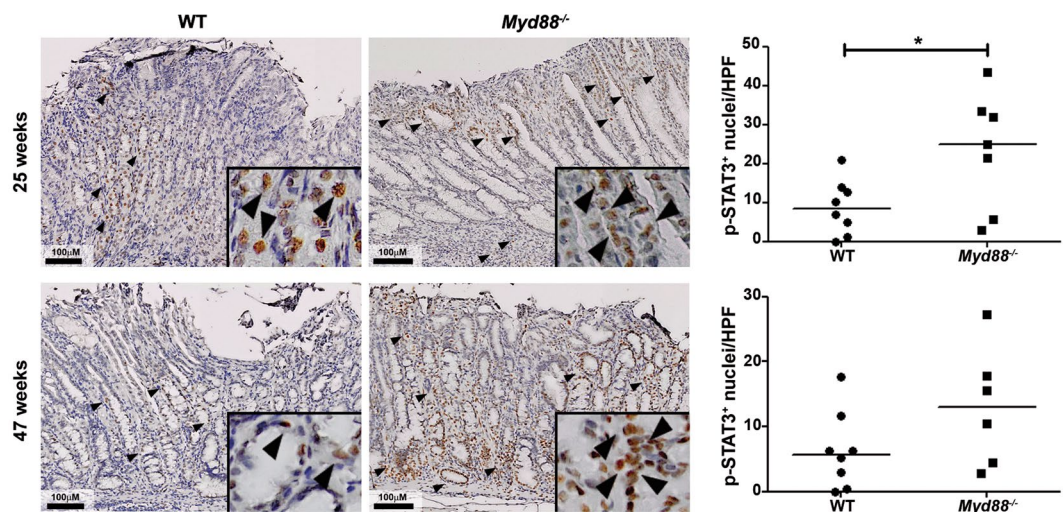 WT
Myd88-/-
25 weeks
100µM
100µM
p-STAT3+ nuclei/HPF
50
40
30
20
10
0
*
WT
Myd88-/-
47 weeks
100µM
100µM
p-STAT3+ nuclei/HPF
30
20
10
0
WT
Myd88-/-